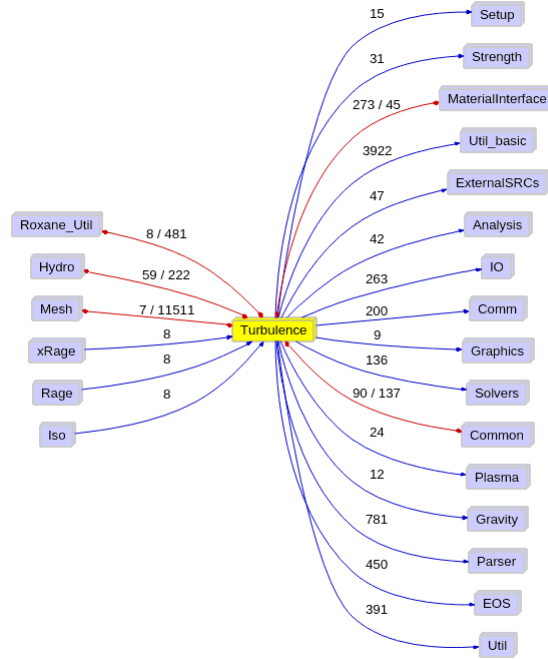 15
Setup
31
Strength
273 / 45
MaterialInterface
3922
Util_basic
47
ExternalSRCs
42
Analysis
Roxane_Util
8 / 481
263
IO
Hydro
59 / 222
200
Comm
Mesh
7 / 11511
Turbulence
9
Graphics
xRage
8
136
Solvers
Rage
8
90 / 137
Common
Iso
8
24
Plasma
12
Gravity
781
Parser
450
EOS
391
Util